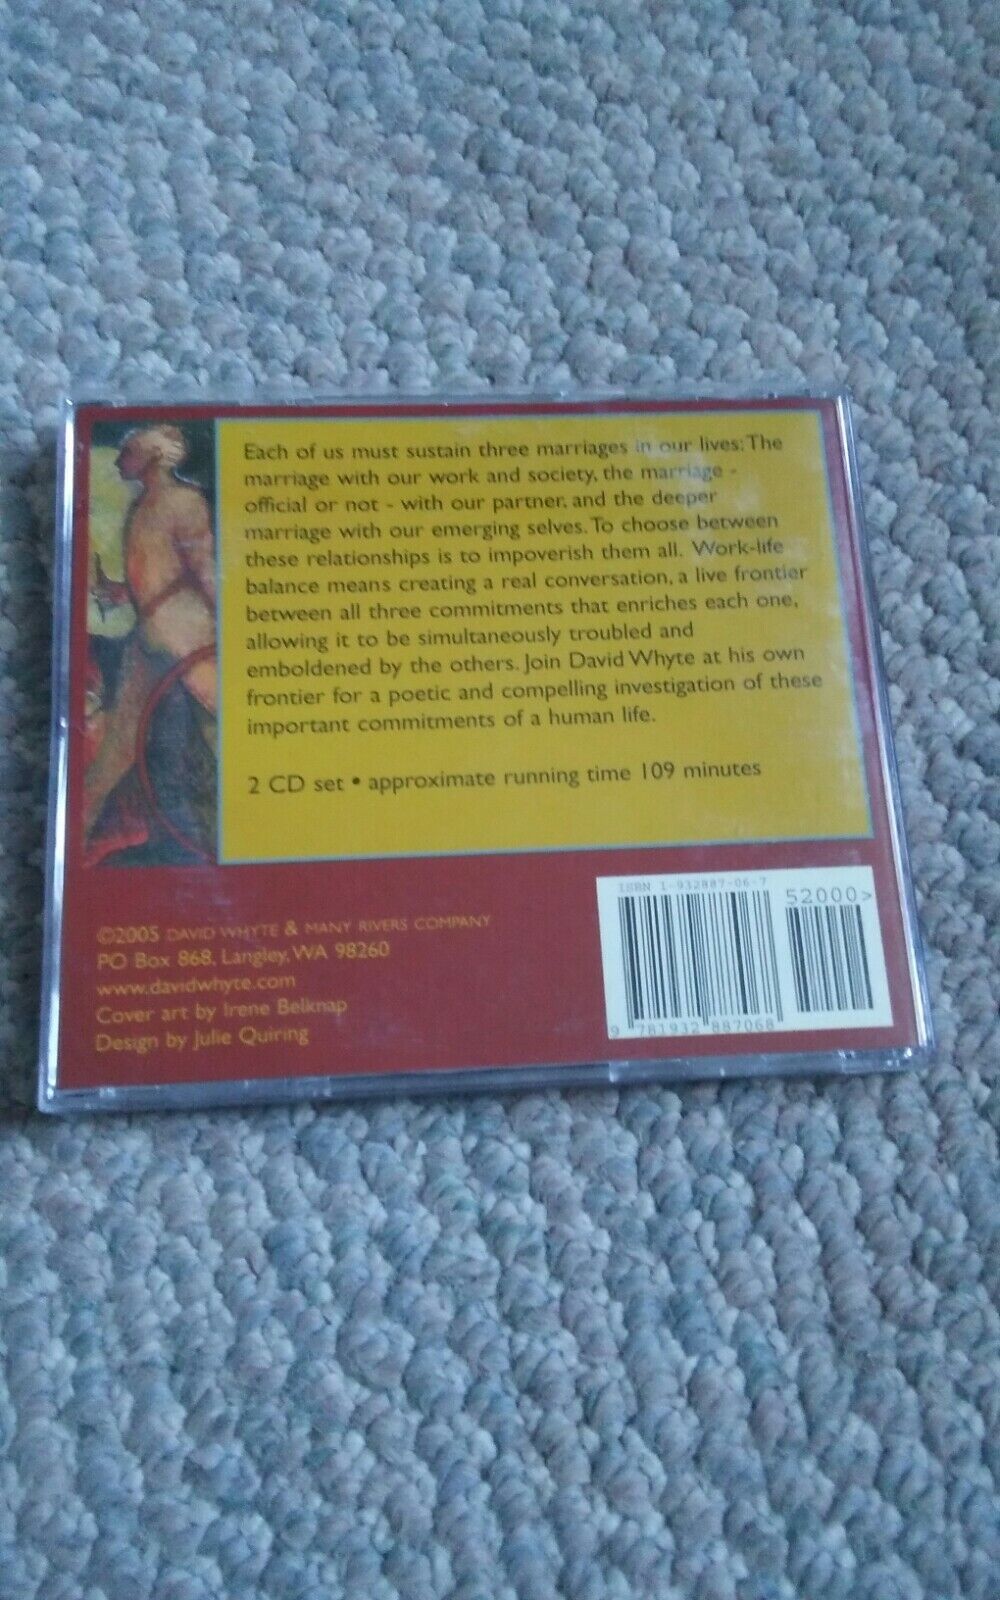 Each of us must sustain three marriages in our lives: The
marriage with our work and society, the marriage -
official or not - with our partner, and the deeper
marriage with our emerging selves. To choose between
these relationships is to impoverish them all. Work-life
balance means creating a real conversation, a live frontier
between all three commitments that enriches each one,
allowing it to be simultaneously troubled and
emboldened by the others. Join David Whyte at his own
frontier for a poetic and compelling investigation of these
important commitments of a human life.
2 CD set • approximate running time 109 minutes
©2005 DAVID WHYTE & MANY RIVERS COMPANY
PO Box 868, Langley, WA 98260
www.davidwhyte.com
Cover art by Irene Belknap
Design by Julie Quiring
ISBN 1-932887-06-7
52000>
9 781932 887068